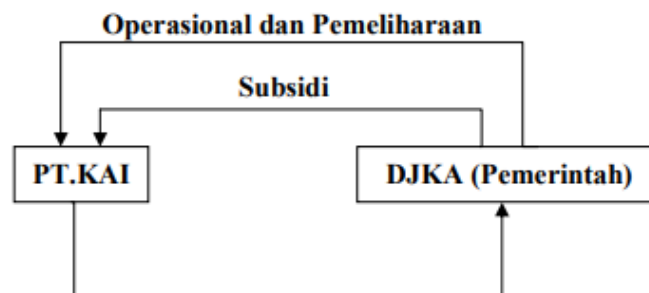 Operasional dan Pemeliharaan
Subsidi
PT.KAI
DJKA (Pemerintah)